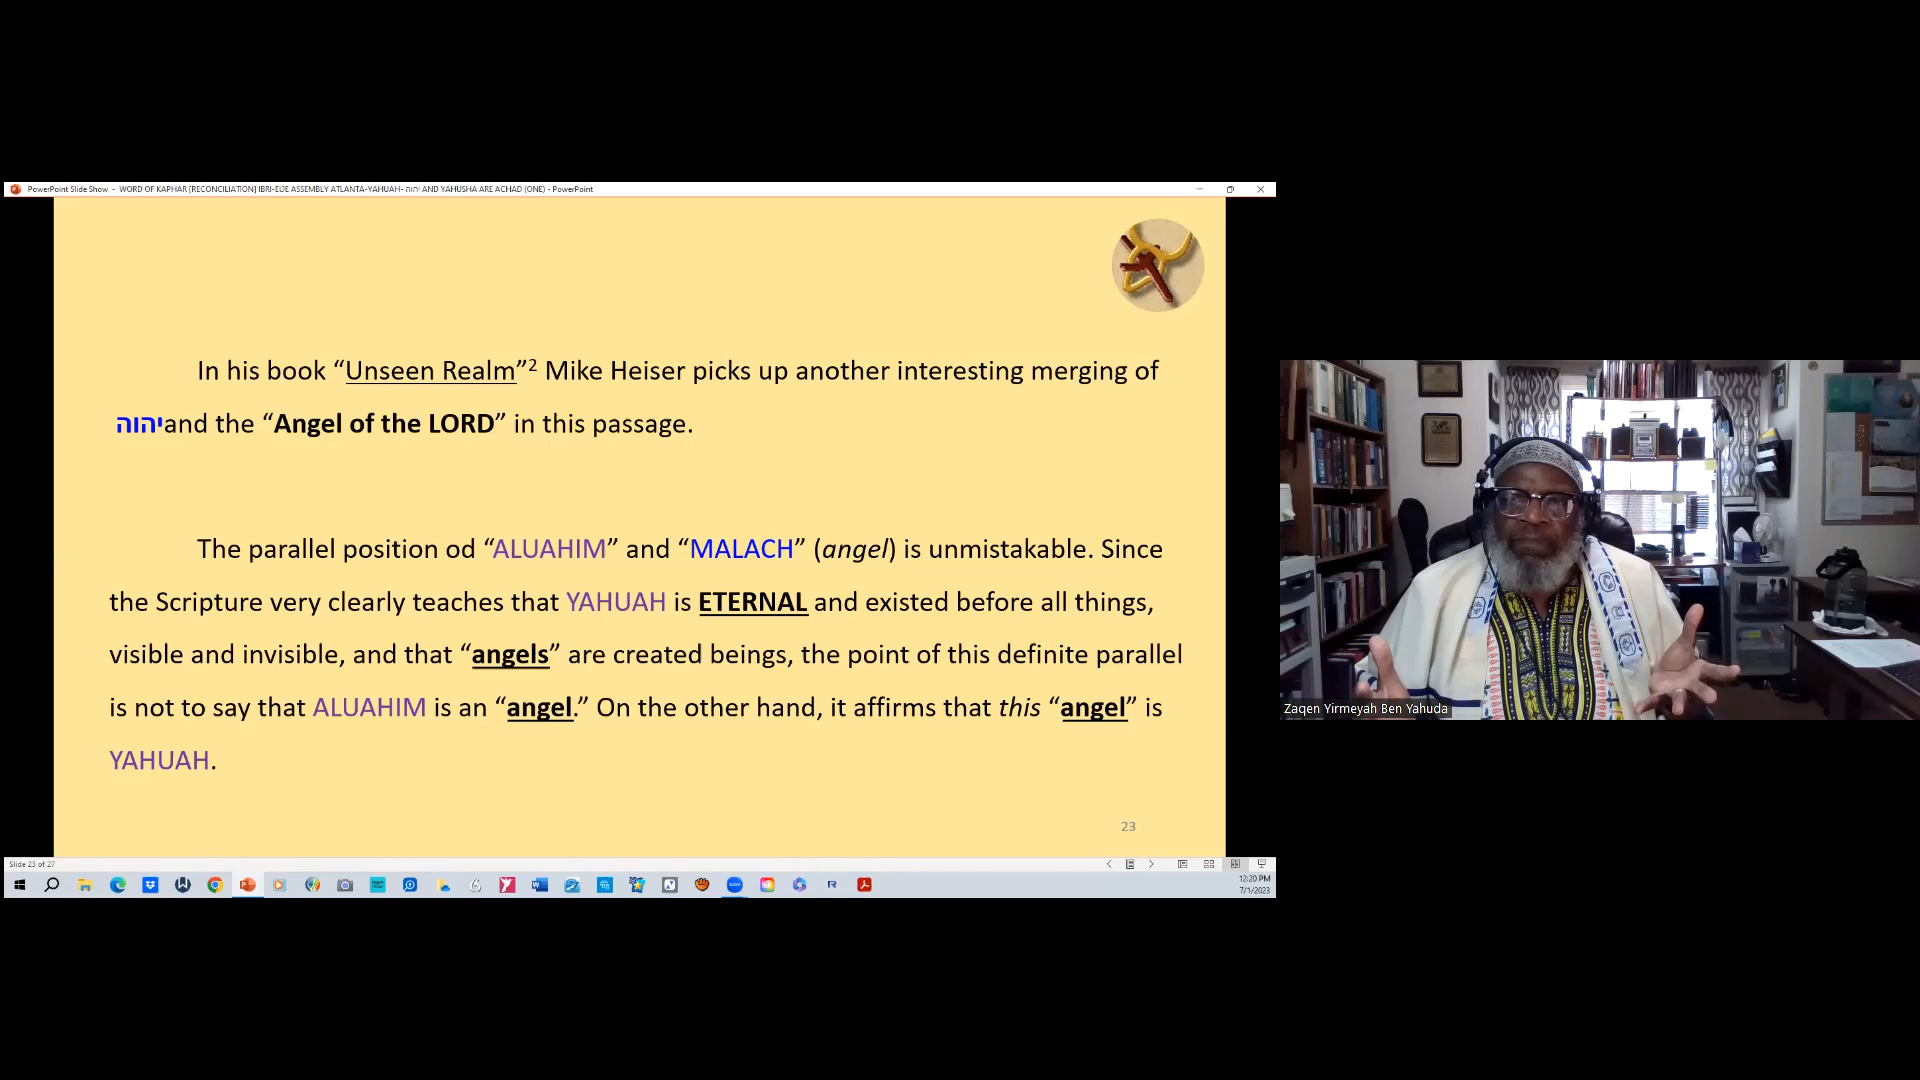 PowerPoint Slide Show - WORD OF KAPHAR [RECONCILIATION] IBRI-EDE ASSEMBLY ATLANTA-YAHUAH- יהוה AND YAHUSHA ARE ACHAD (ONE) - PowerPoint
In his book “Unseen Realm”2 Mike Heiser picks up another interesting merging of
יהוהand the “Angel of the LORD” in this passage.
The parallel position od “ALUAHIM” and “MALACH” (angel) is unmistakable. Since
the Scripture very clearly teaches that YAHUAH is ETERNAL and existed before all things,
visible and invisible, and that “angels” are created beings, the point of this definite parallel
is not to say that ALUAHIM is an “angel.” On the other hand, it affirms that this “angel” is
YAHUAH.
23
Slide 23 of 27
12:20 PM
7/1/2023
Zaqen Yirmeyah Ben Yahuda